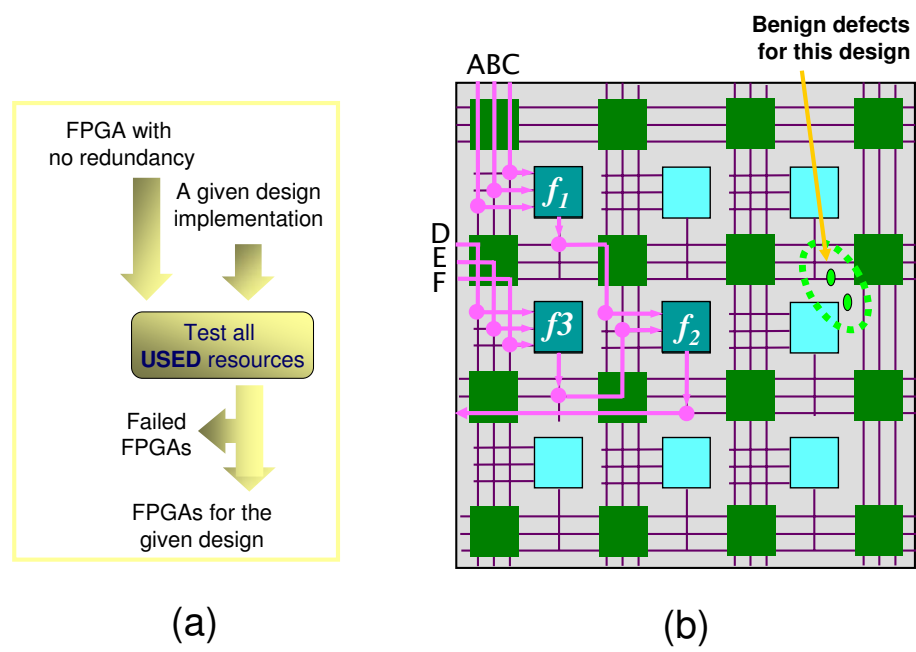 FPGA with
no redundancy
A given design
implementation
Test all
USED resources
Failed
FPGAs
FPGAs for the
given design
(a)
Benign defects
for this design
ABC
f1
D
E
F
f3
f2
(b)